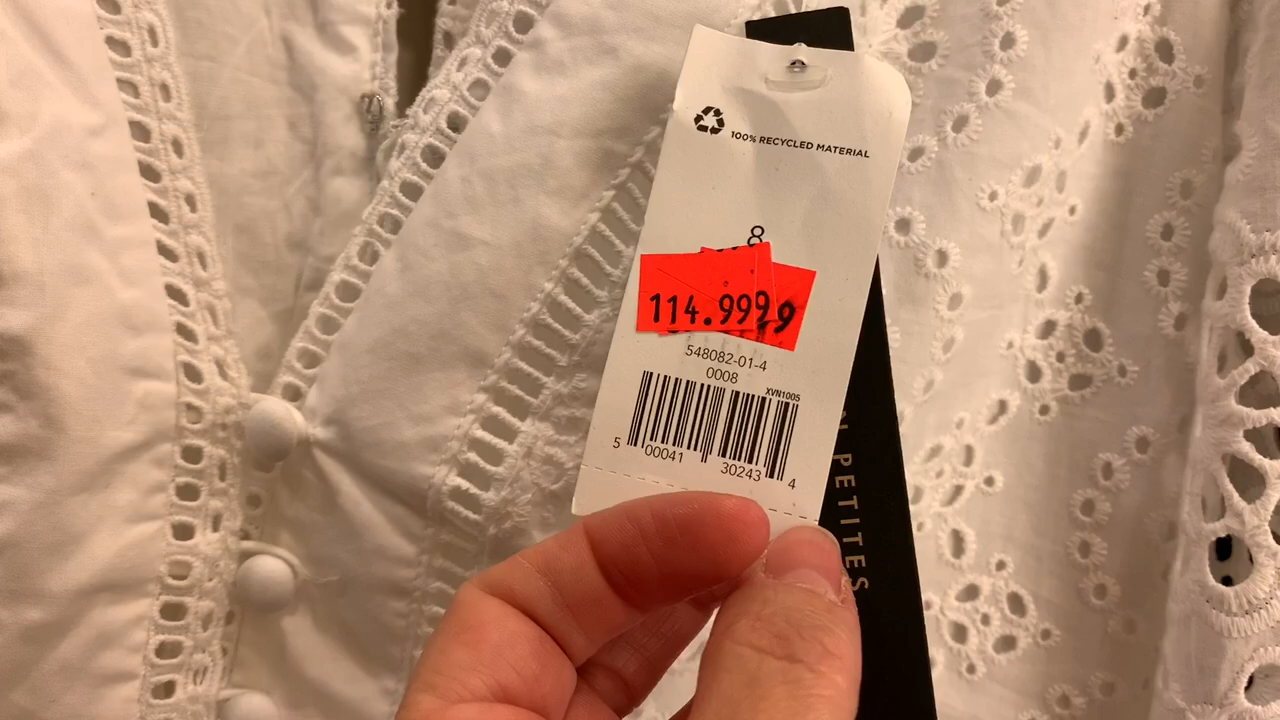 100% RECYCLED MATERIAL
8
114.999
9
548082-01-4
0008
XVN1005
5 00041 30243 4
PETITES